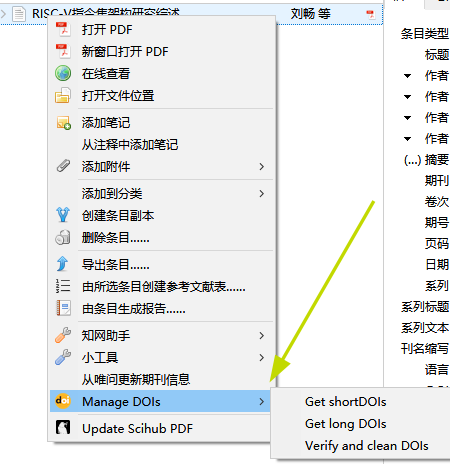 RISC-V指令集架构研究综述
刘畅 等
打开 PDF
新窗口打开 PDF
在线查看
打开文件位置
添加笔记
从注释中添加笔记
添加附件
添加到分类
创建条目副本
删除条目......
导出条目......
由所选条目创建参考文献表......
由条目生成报告......
知网助手
小工具
从唯问更新期刊信息
Manage DOIs
Update Scihub PDF
Get shortDOIs
Get long DOIs
Verify and clean DOIs
条目类型
标题
作者
作者
作者
作者
(...) 摘要
期刊
卷次
期号
页码
日期
系列
系列标题
系列文本
刊名缩写
语言